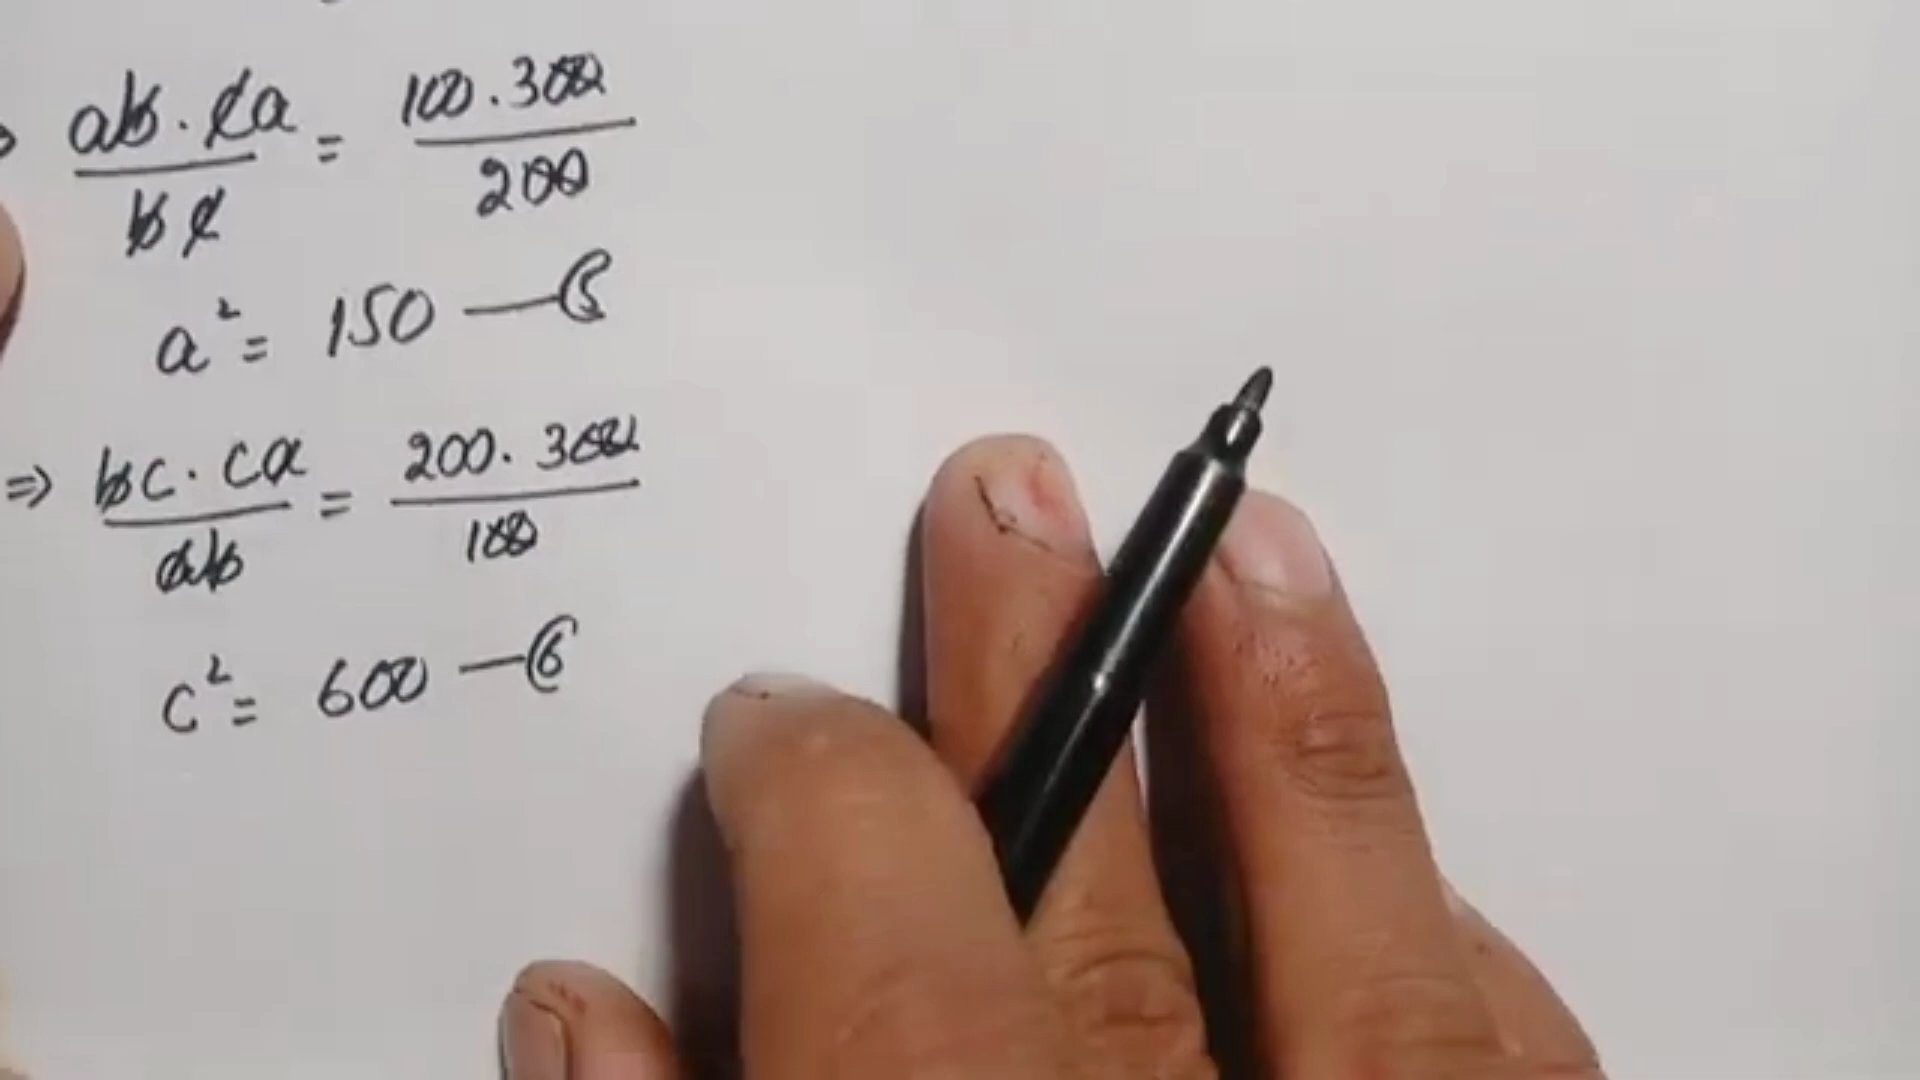 ⇒ ab·ca / bc = 100·300 / 200
a² = 150 — 5
⇒ bc·ca / ab = 200·300 / 100
c² = 600 — 6